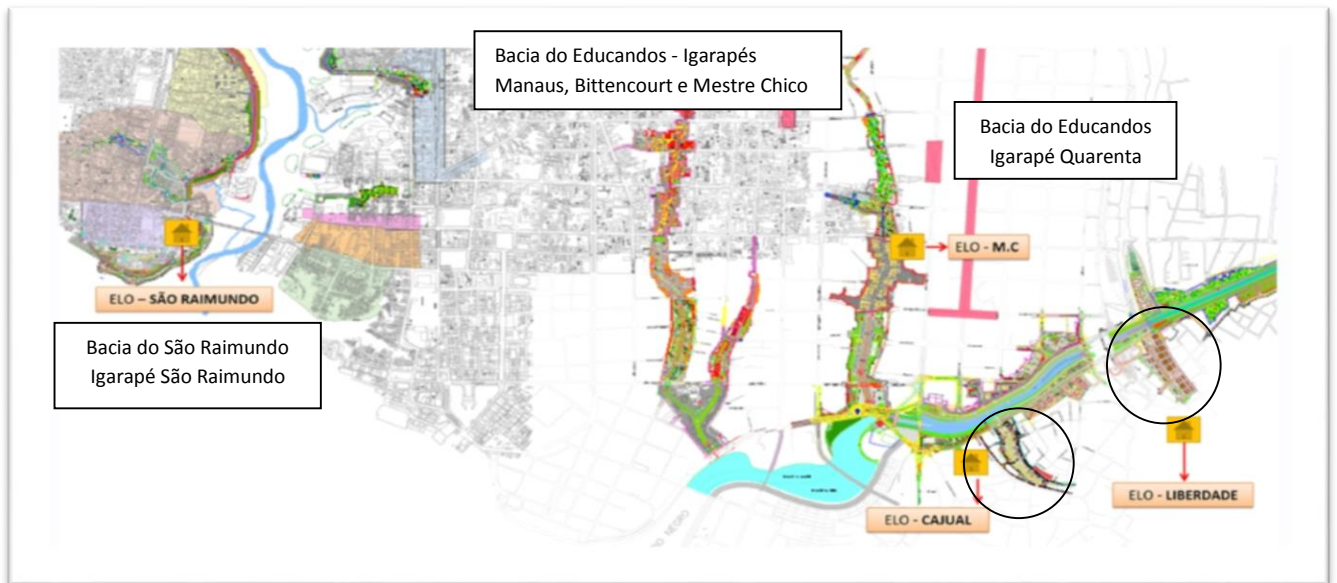 Bacia do Educandos - Igarapés
Manaus, Bittencourt e Mestre Chico
Bacia do Educandos
Igarapé Quarenta
ELO - M.C
ELO – SÃO RAIMUNDO
Bacia do São Raimundo
Igarapé São Raimundo
ELO - LIBERDADE
ELO - CAJUAL